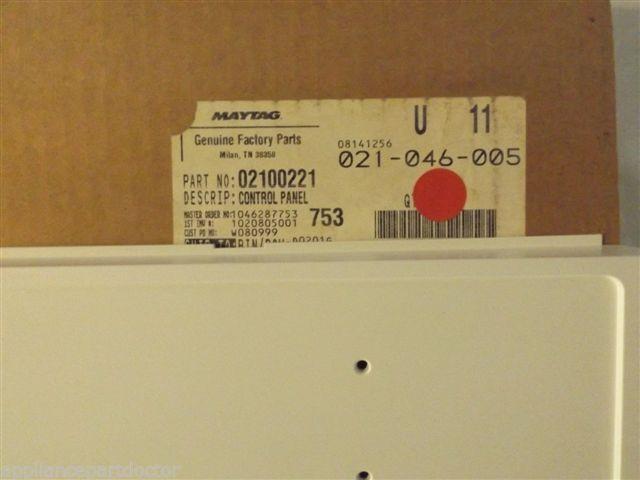 MAYTAG
U 11
Genuine Factory Parts
Milan, TN 38358
08141256
021-046-005
PART NO: 02100221
DESCRIP: CONTROL PANEL
Q
MASTER ORDER NO: 1046287753 753
1ST ENV #: 1020805001
CUST PO NO: W080999
appliancepartdoctor